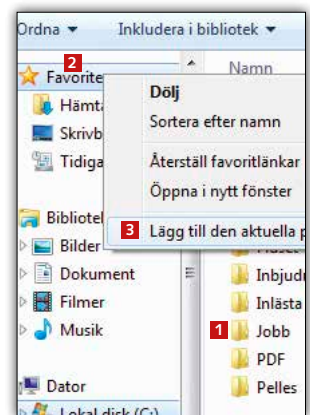 Ordna ▼ Inkludera i bibliotek ▼
2
Favorite
Namn
Hämta
Skrivb
Tidiga
Dölj
Sortera efter namn
Återställ favoritlänkar
Öppna i nytt fönster
3 Lägg till den aktuella p
Bibliotek
Bilder
Dokument
Filmer
Musik
Dator
Lokal disk (C:)
Inbjudn
Inlästa
1 Jobb
PDF
Pelles